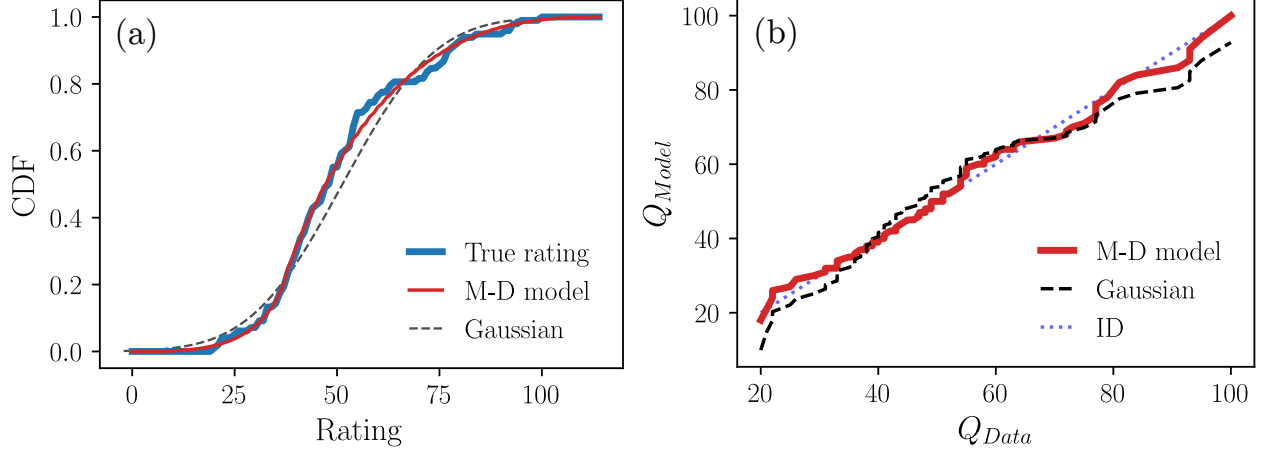 (a)
CDF
1.0
0.8
0.6
0.4
0.2
0.0
True rating
M-D model
Gaussian
0 25 50 75 100
Rating
(b)
Q_Model
100
80
60
40
20
M-D model
Gaussian
ID
20 40 60 80 100
Q_Data